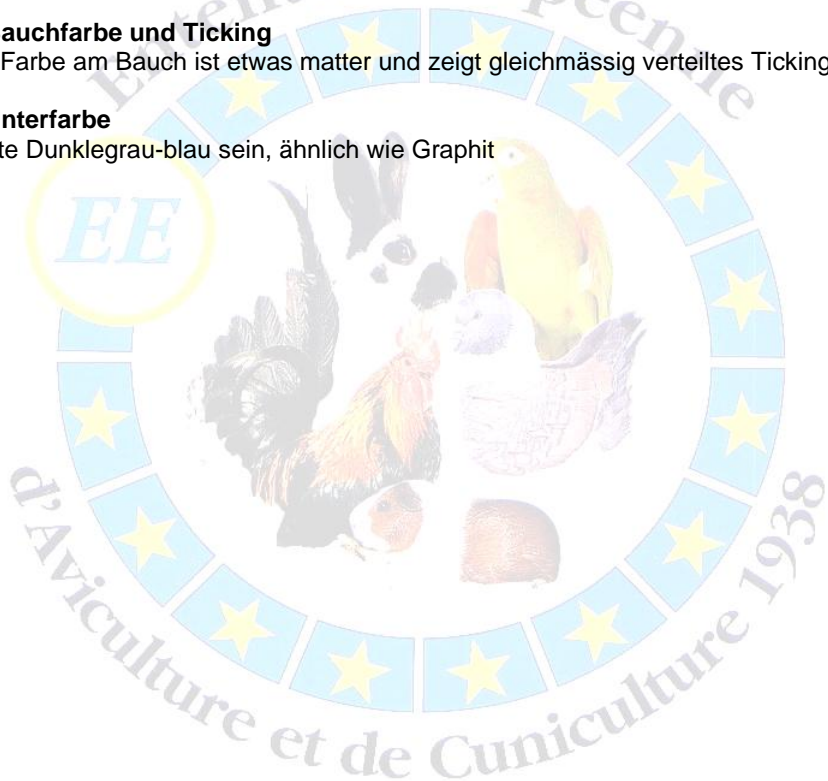 auchfarbe und Ticking
Farbe am Bauch ist etwas matter und zeigt gleichmässig verteiltes Ticking
nterfarbe
te Dunklegrau-blau sein, ähnlich wie Graphit
EE
d'Aviculture et de Cuniculture 1938